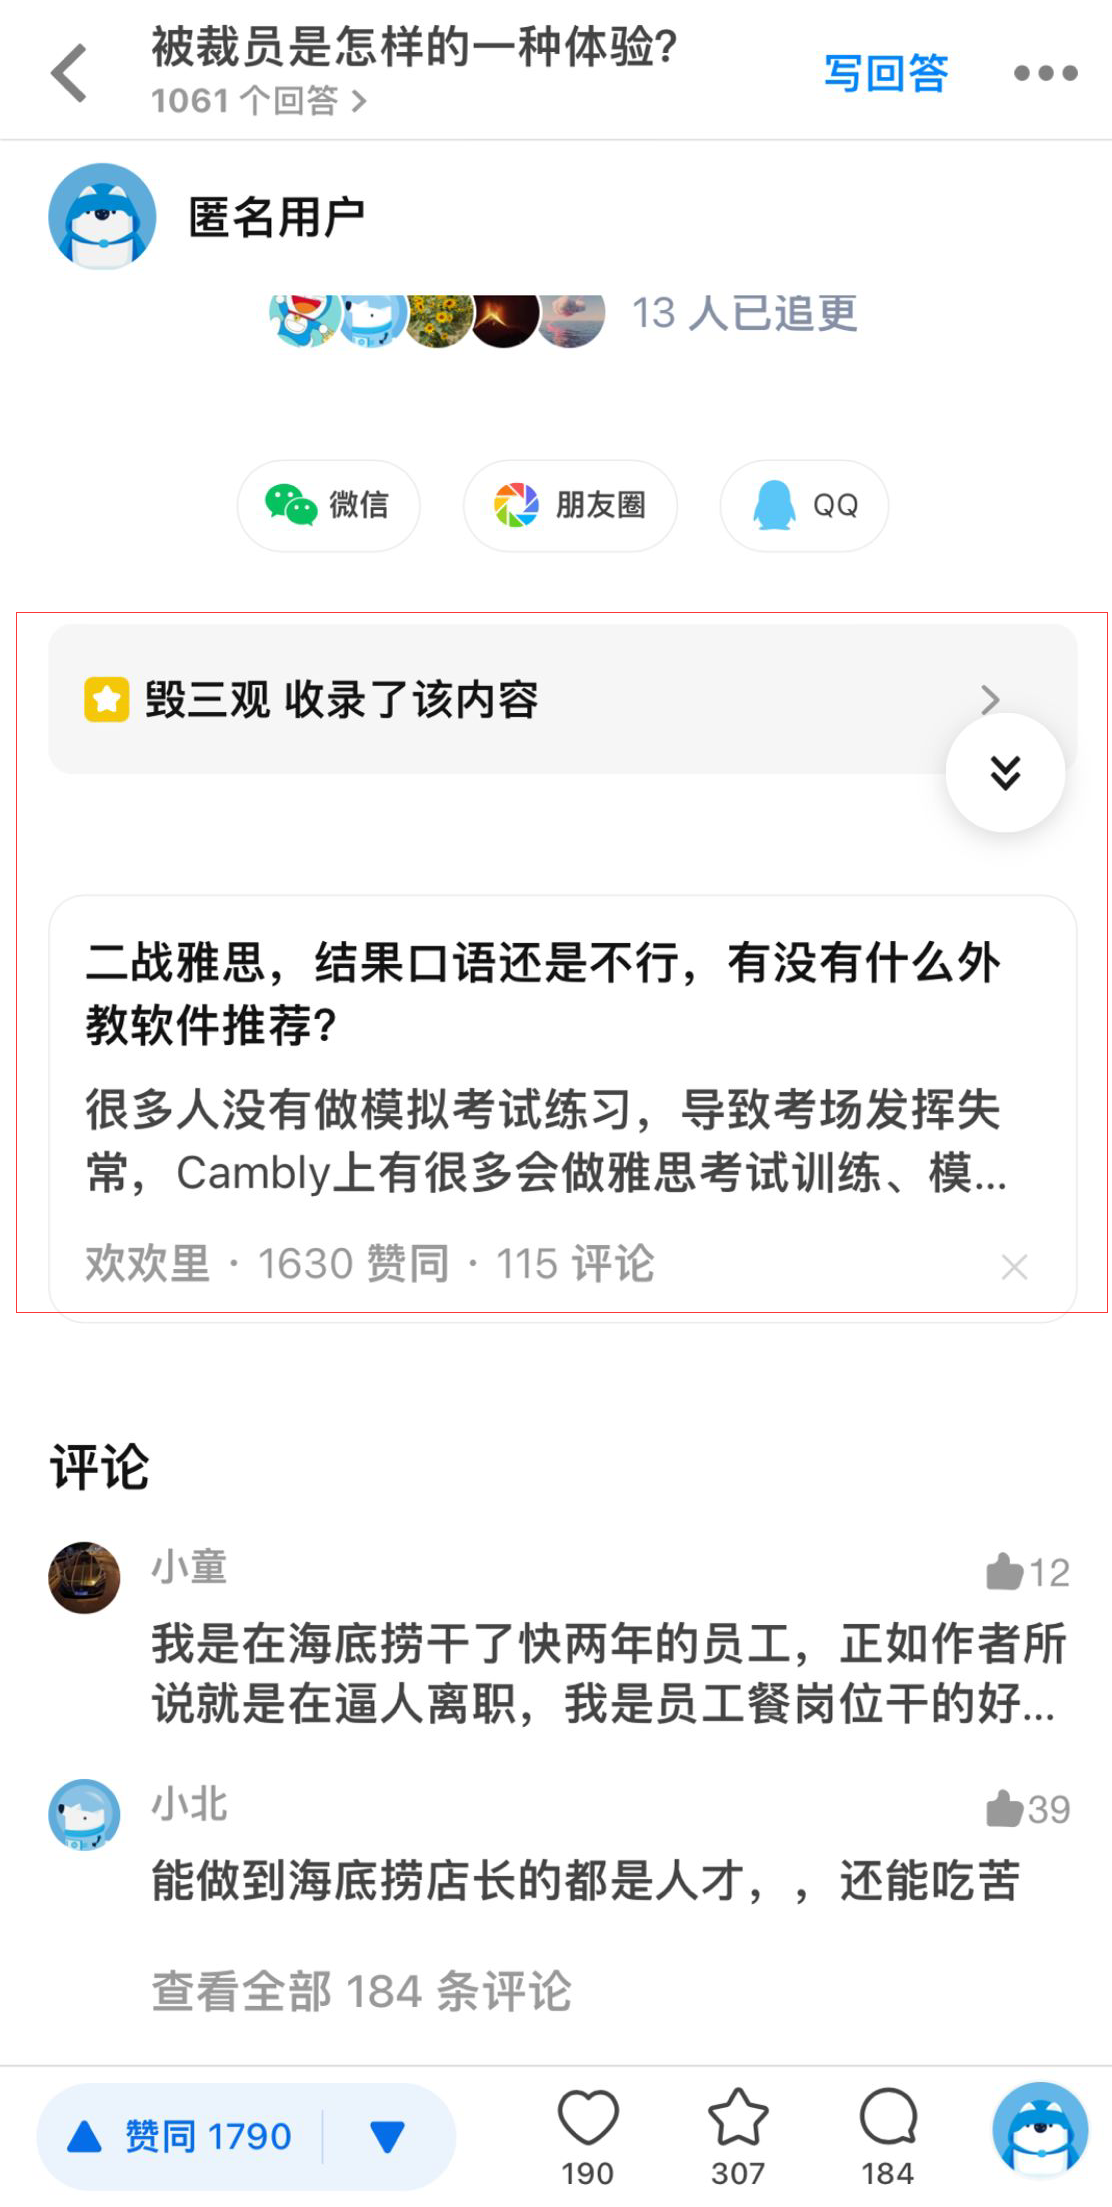 被裁员是怎样的一种体验?
1061 个回答
写回答
匿名用户
13 人已追更
微信
朋友圈
QQ
毁三观 收录了该内容
二战雅思，结果口语还是不行，有没有什么外
教软件推荐?
很多人没有做模拟考试练习，导致考场发挥失
常，Cambly上有很多会做雅思考试训练、模...
欢欢里 · 1630 赞同 · 115 评论
评论
小童
12
我是在海底捞干了快两年的员工，正如作者所
说就是在逼人离职，我是员工餐岗位干的好...
小北
39
能做到海底捞店长的都是人才，，还能吃苦
查看全部 184 条评论
赞同 1790
190
307
184